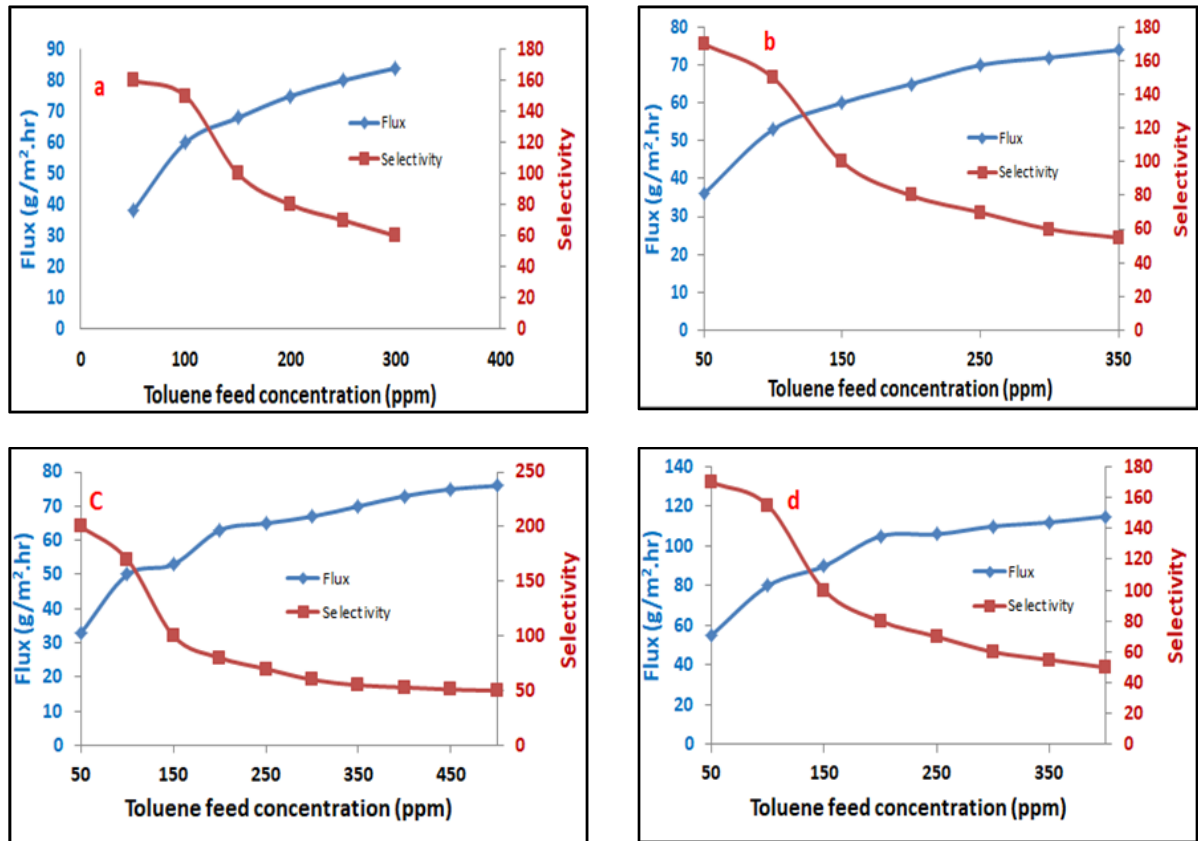 a
Flux (g/m².hr)
90
80
70
60
50
40
30
20
10
0
Flux
Selectivity
180
160
140
120
100
80
60
40
20
0
Selectivity
0 100 200 300 400
Toluene feed concentration (ppm)
b
Flux (g/m².hr)
80
70
60
50
40
30
20
10
0
Flux
Selectivity
180
160
140
120
100
80
60
40
20
0
Selectivity
50 150 250 350
Toluene feed concentration (ppm)
C
Flux (g/m².hr)
80
70
60
50
40
30
20
10
0
Flux
Selectivity
250
200
150
100
50
0
Selectivity
50 150 250 350 450
Toluene feed concentration (ppm)
d
Flux (g/m².hr)
140
120
100
80
60
40
20
0
Flux
Selectivity
180
160
140
120
100
80
60
40
20
0
Selectivity
50 150 250 350
Toluene feed concentration (ppm)